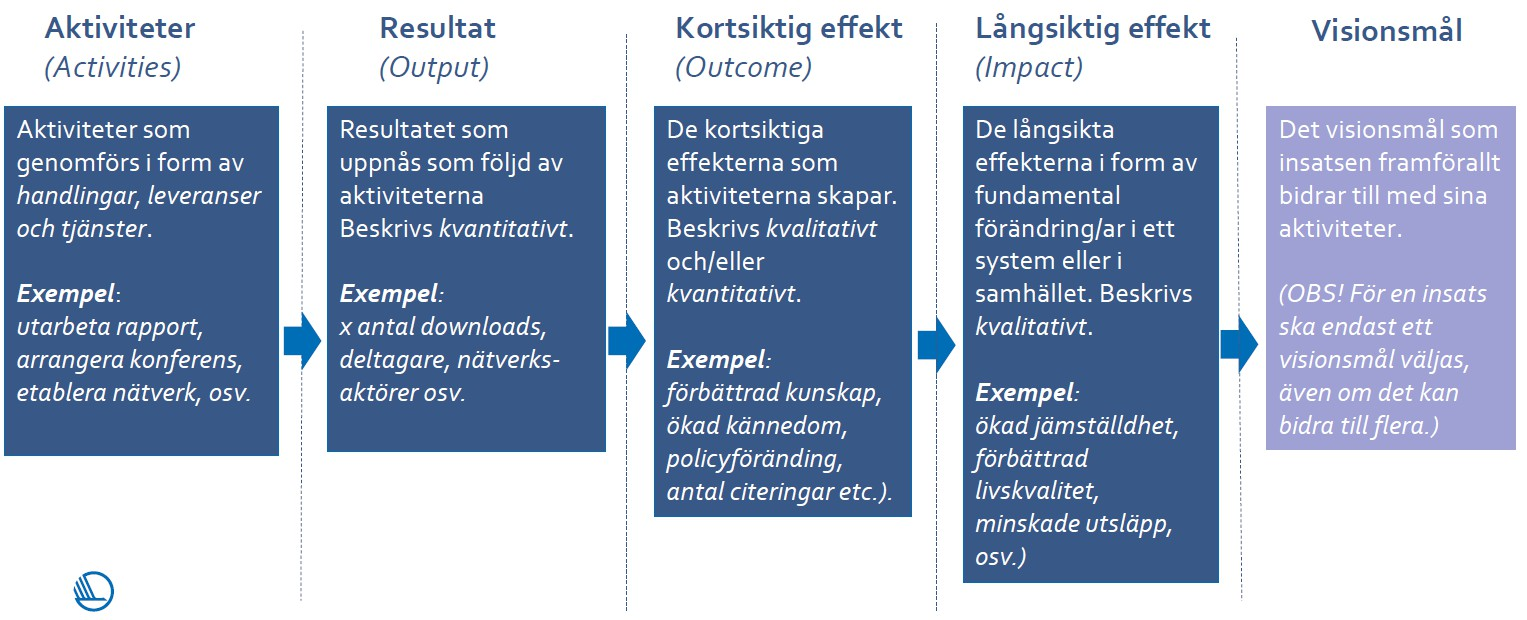 Aktiviteter
(Activities)
Aktiviteter som
genomförs i form av
handlingar, leveranser
och tjänster.
Exempel:
utarbeta rapport,
arrangera konferens,
etablera nätverk, osv.
Resultat
(Output)
Resultatet som
uppnås som följd av
aktiviteterna
Beskrivs kvantitativt.
Exempel:
x antal downloads,
deltagare, nätverks-
aktörer osv.
Kortsiktig effekt
(Outcome)
De kortsiktiga
effekterna som
aktiviteterna skapar.
Beskrivs kvalitativt
och/eller
kvantitativt.
Exempel:
förbättrad kunskap,
ökad kännedom,
policyföränding,
antal citeringar etc.).
Långsiktig effekt
(Impact)
De långsikta
effekterna i form av
fundamental
förändring/ar i ett
system eller i
samhället. Beskrivs
kvalitativt.
Exempel:
ökad jämställdhet,
förbättrad
livskvalitet,
minskade utsläpp,
osv.)
Visionsmål
Det visionsmål som
insatsen framförallt
bidrar till med sina
aktiviteter.
(OBS! För en insats
ska endast ett
visionsmål väljas,
även om det kan
bidra till flera.)